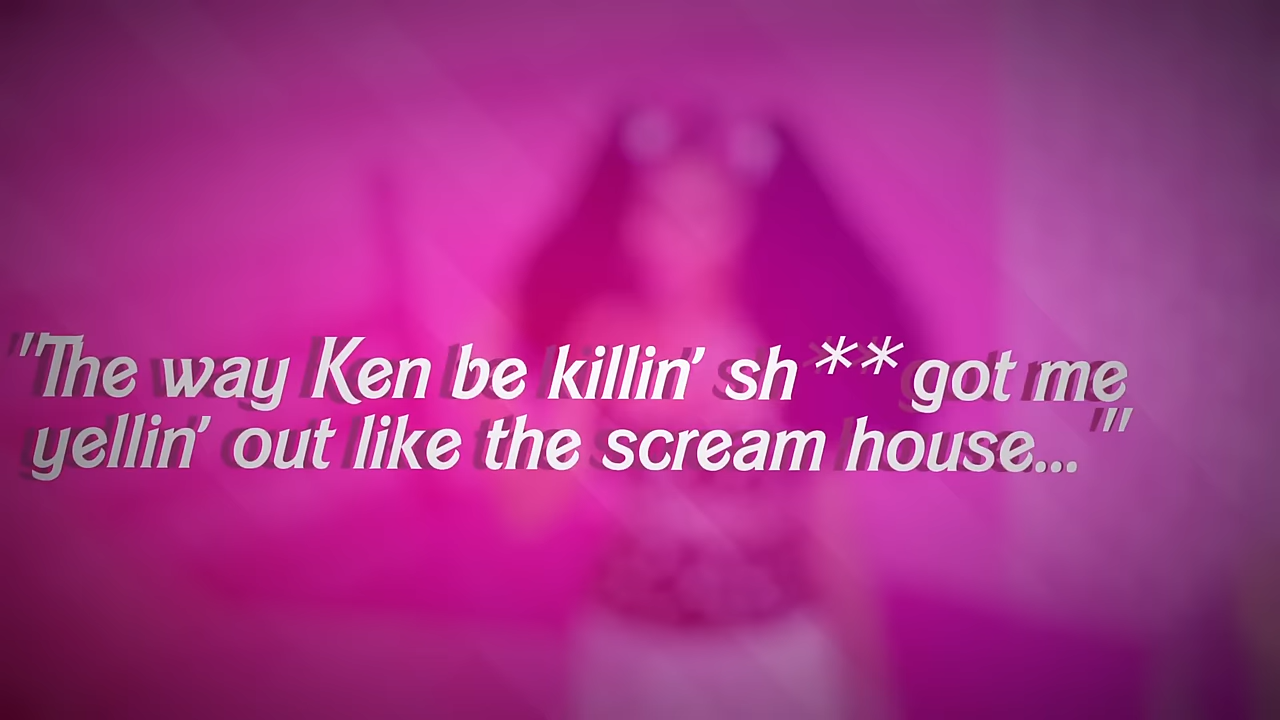 "The way Ken be killin' sh** got me
yellin' out like the scream house..."